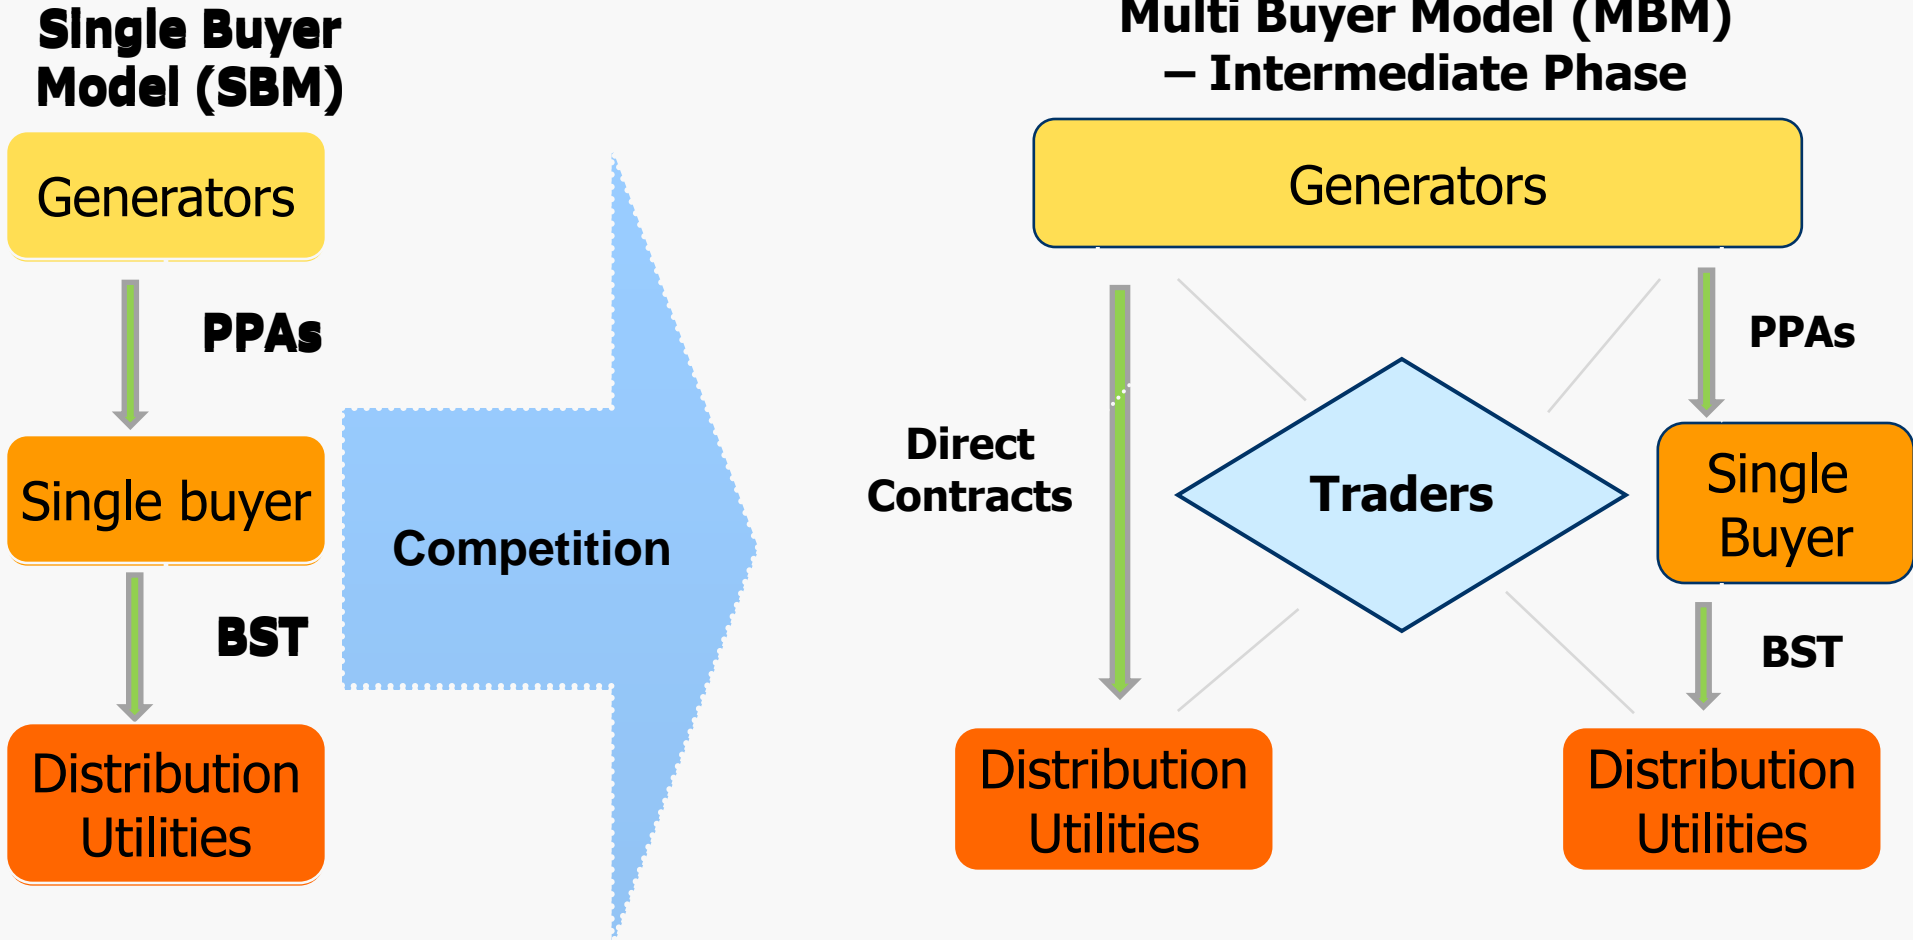 Single Buyer
Model (SBM)
Generators
PPAs
Single buyer
BST
Distribution
Utilities
Competition
Multi Buyer Model (MBM)
– Intermediate Phase
Generators
Direct
Contracts
Traders
PPAs
Single
Buyer
BST
Distribution
Utilities
Distribution
Utilities